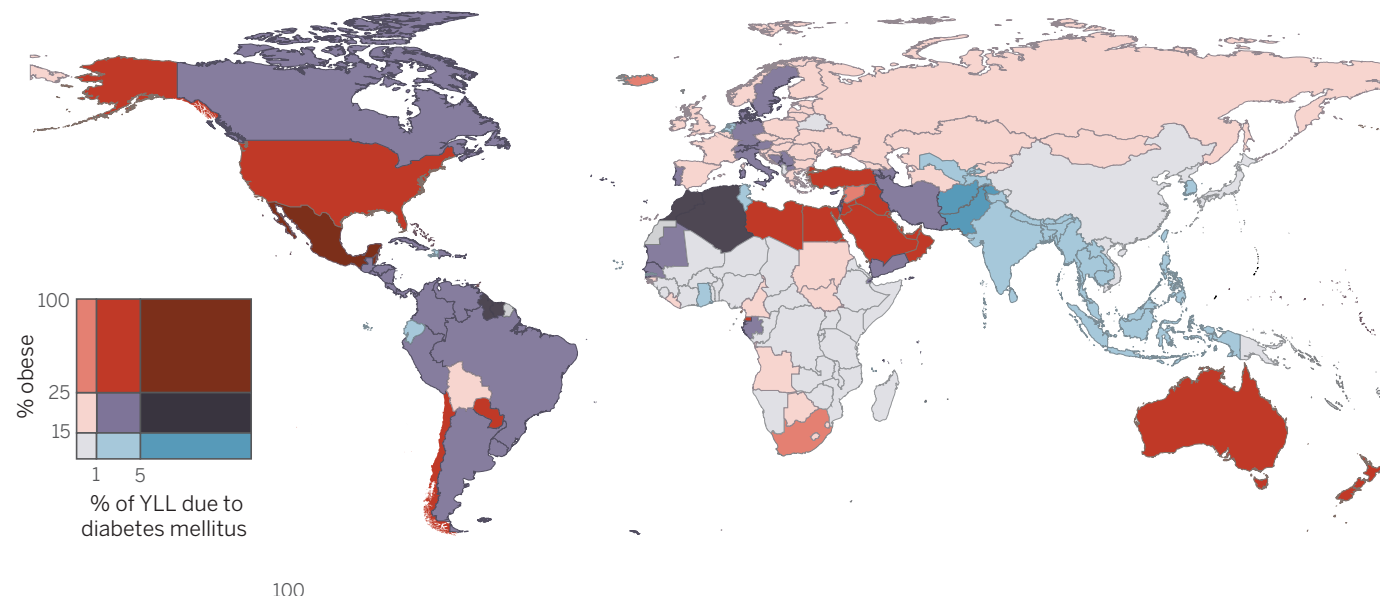 100
% obese
25
15
1 5
% of YLL due to
diabetes mellitus
100